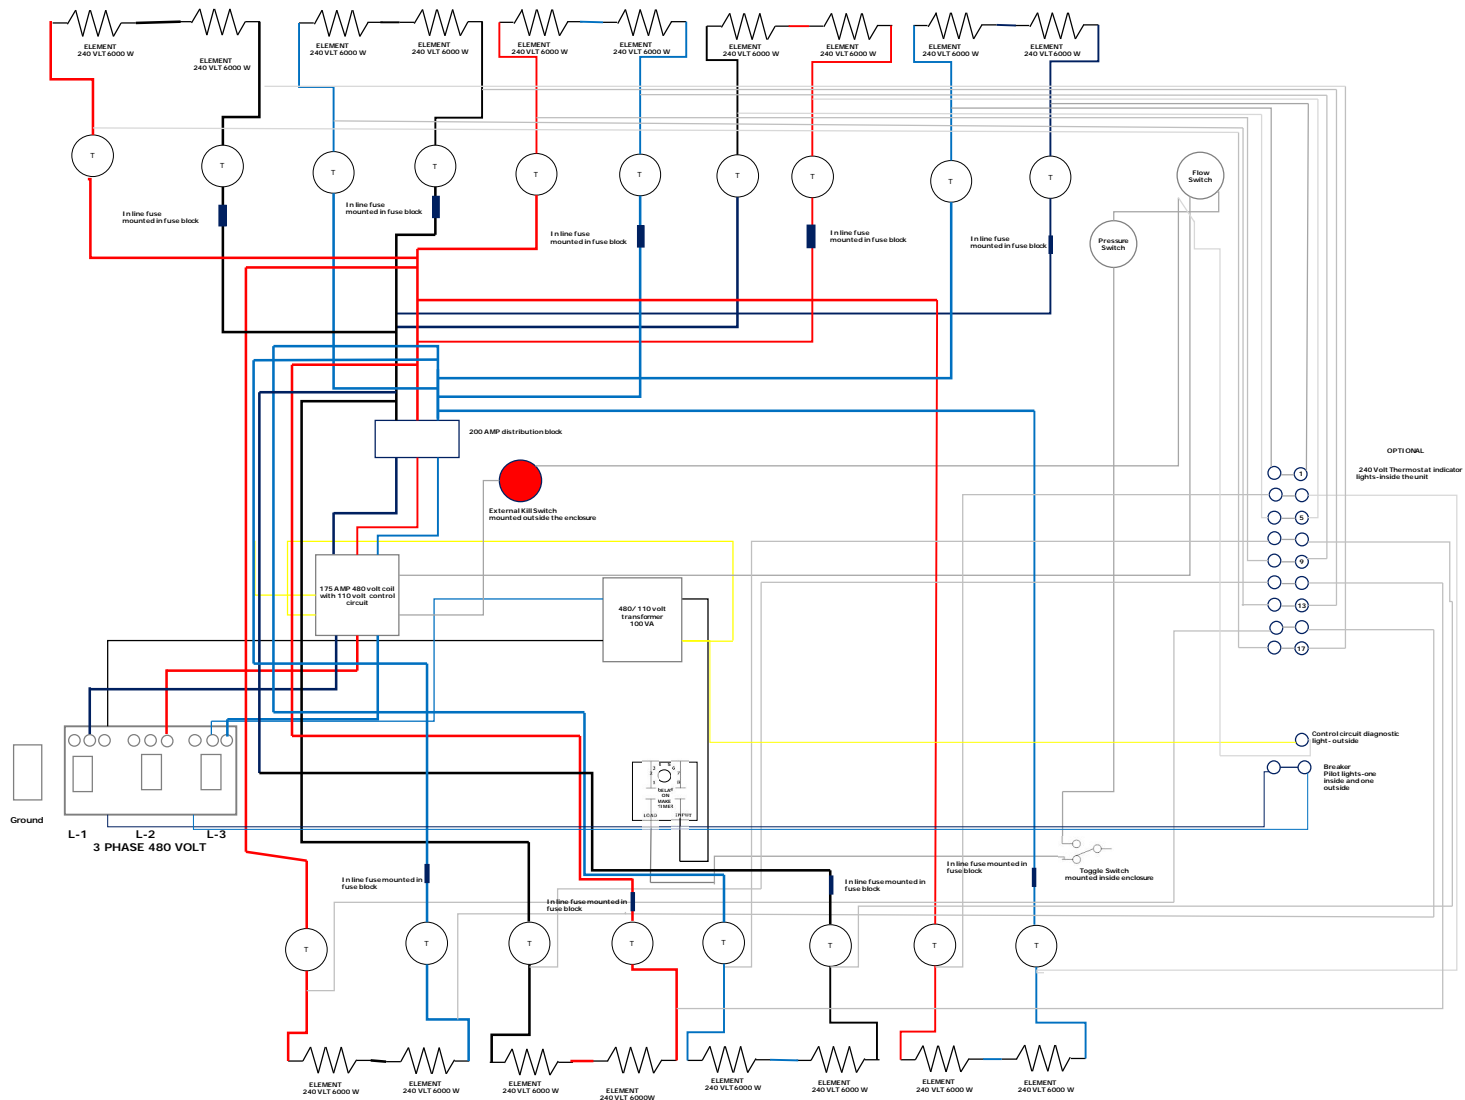 ELEMENT
240 VLT 6000 W
ELEMENT
240 VLT 6000 W
ELEMENT
240 VLT 6000 W
ELEMENT
240 VLT 6000 W
ELEMENT
240 VLT 6000 W
ELEMENT
240 VLT 6000 W
ELEMENT
240 VLT 6000 W
ELEMENT
240 VLT 6000 W
ELEMENT
240 VLT 6000 W
ELEMENT
240 VLT 6000 W
T
T
T
T
T
T
T
T
T
T
Flow
Switch
Pressure
Switch
In line fuse
mounted in fuse block
In line fuse
mounted in fuse block
In line fuse
mounted in fuse block
In line fuse
mounted in fuse block
In line fuse
mounted in fuse block
200 AMP distribution block
OPTIONAL
240 Volt Thermostat indicator
lights-inside the unit
1
5
9
13
17
External Kill Switch
mounted outside the enclosure
175 AMP 480 volt coil
with 110 volt control
circuit
480/ 110 volt
transformer
100 VA
Control circuit diagnostic
light- outside
Breaker
Pilot lights-one
inside and one
outside
DELAY
ON
MAKE
TIMER
LOAD
INPUT
Ground
L-1
L-2
L-3
3 PHASE 480 VOLT
Toggle Switch
mounted inside enclosure
In line fuse mounted in
fuse block
In line fuse mounted in
fuse block
In line fuse mounted in
fuse block
In line fuse mounted in
fuse block
T
T
T
T
T
T
T
T
ELEMENT
240 VLT 6000 W
ELEMENT
240 VLT 6000 W
ELEMENT
240 VLT 6000 W
ELEMENT
240 VLT 6000W
ELEMENT
240 VLT 6000 W
ELEMENT
240 VLT 6000 W
ELEMENT
240 VLT 6000 W
ELEMENT
240 VLT 6000 W